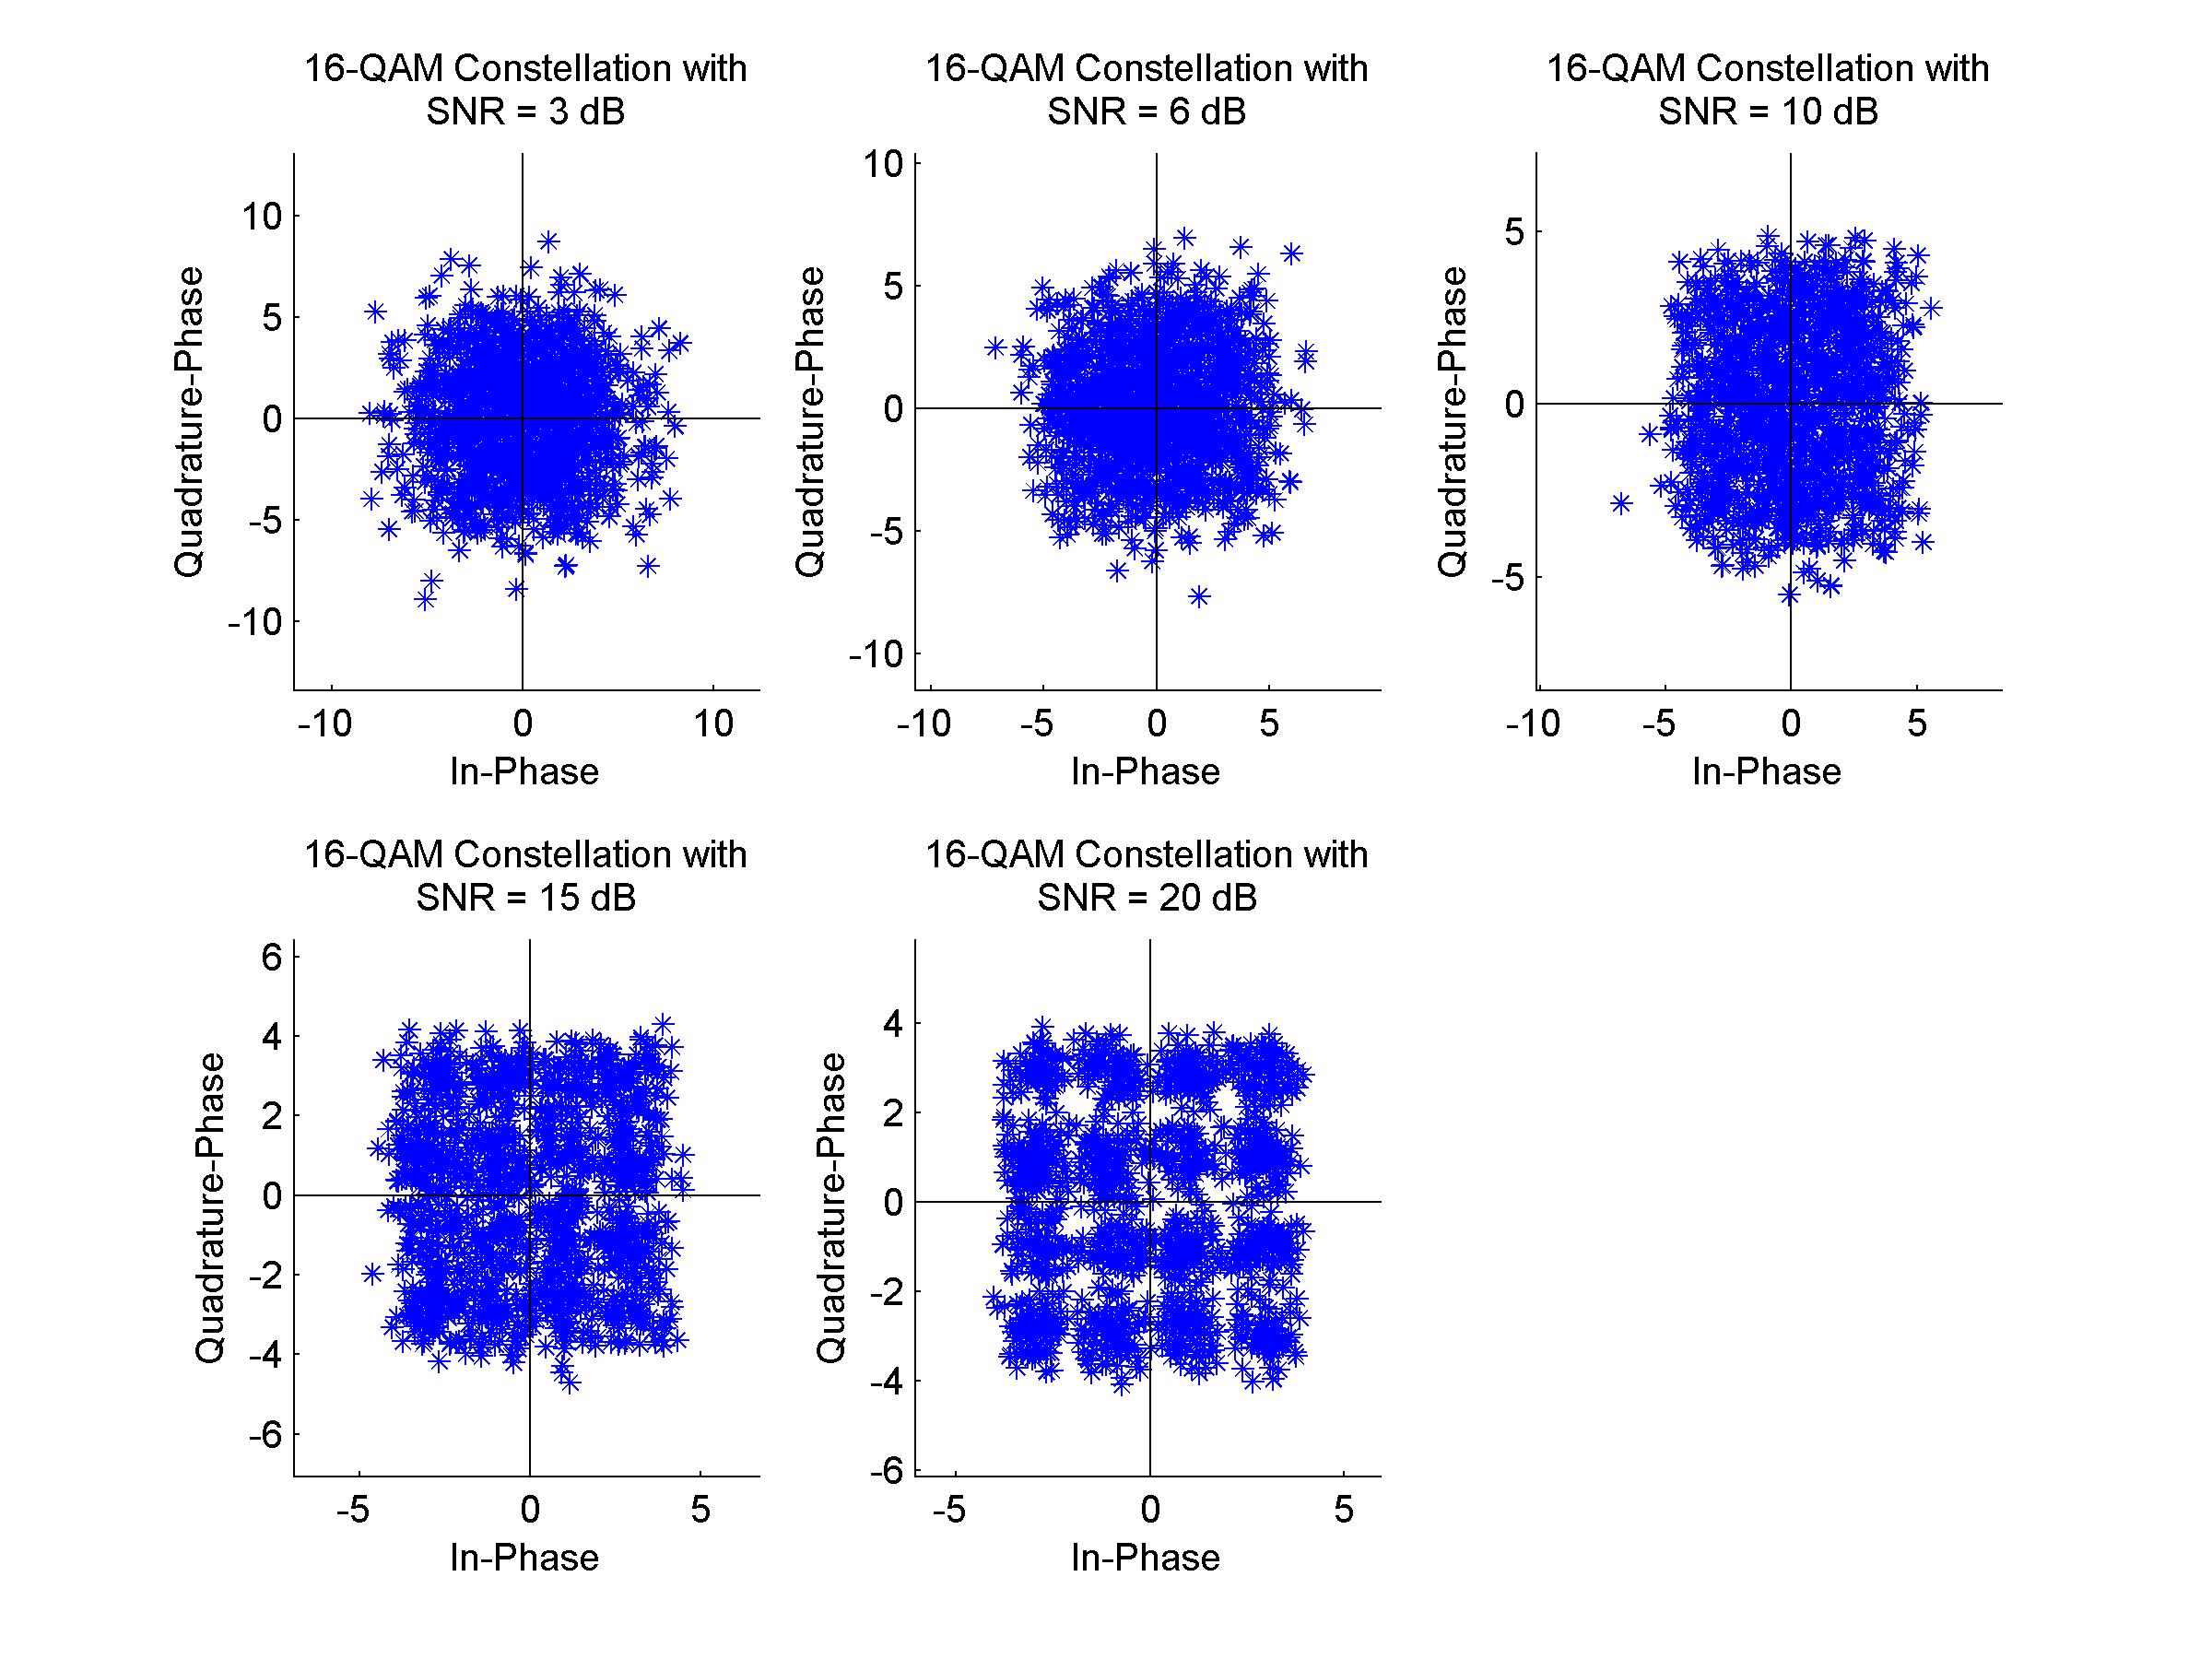 16-QAM Constellation with
SNR = 3 dB
10
5
0
-5
-10
Quadrature-Phase
-10 0 10
In-Phase
16-QAM Constellation with
SNR = 6 dB
10
5
0
-5
-10
Quadrature-Phase
-10 -5 0 5
In-Phase
16-QAM Constellation with
SNR = 10 dB
5
0
-5
Quadrature-Phase
-10 -5 0 5
In-Phase
16-QAM Constellation with
SNR = 15 dB
6
4
2
0
-2
-4
-6
Quadrature-Phase
-5 0 5
In-Phase
16-QAM Constellation with
SNR = 20 dB
4
2
0
-2
-4
-6
Quadrature-Phase
-5 0 5
In-Phase